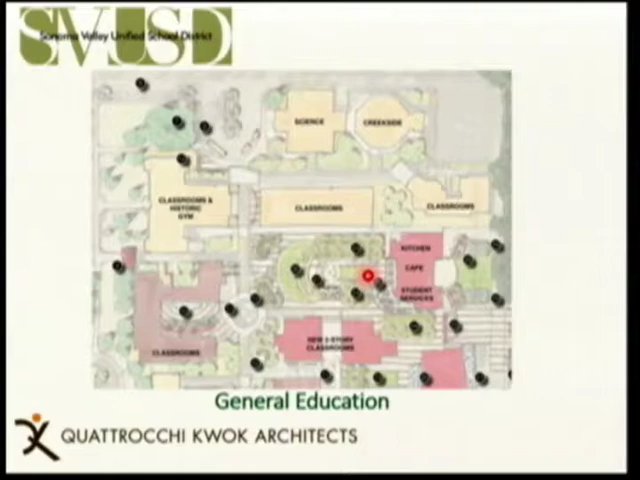 SVUSD
Sonoma Valley Unified School District
SCIENCE
CREEKSIDE
CLASSROOMS &
HISTORIC
GYM
CLASSROOMS
CLASSROOMS
KITCHEN
CAFE
STUDENT
SERVICES
NEW 2-STORY
CLASSROOMS
CLASSROOMS
General Education
QUATTROCCHI KWOK ARCHITECTS